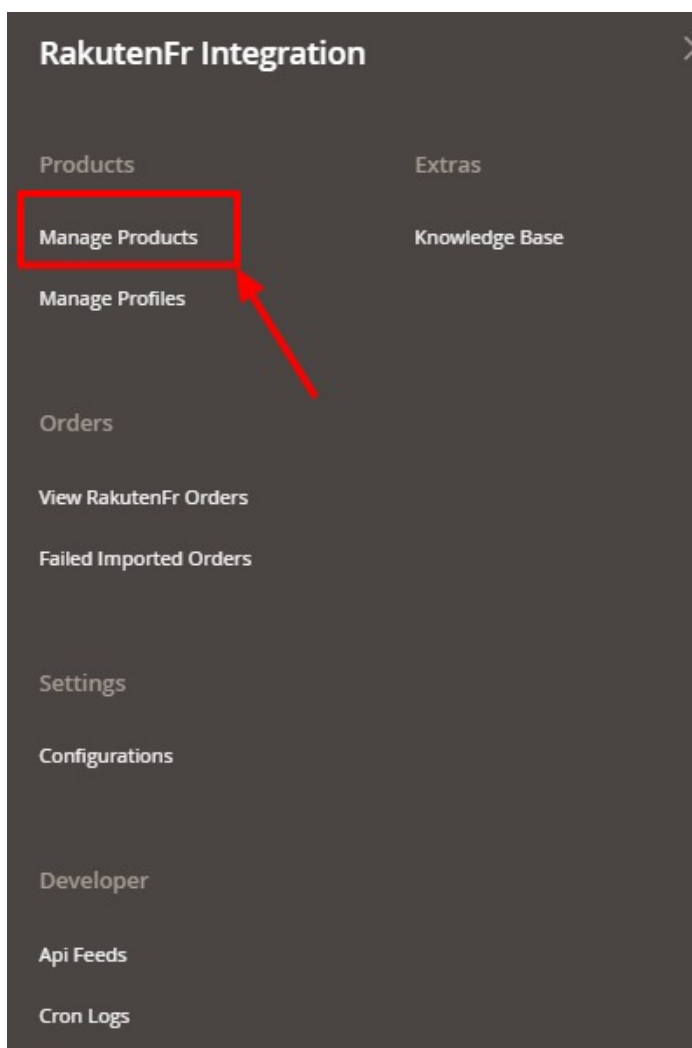 RakutenFr Integration
Products
Manage Products
Manage Profiles
Extras
Knowledge Base
Orders
View RakutenFr Orders
Failed Imported Orders
Settings
Configurations
Developer
Api Feeds
Cron Logs